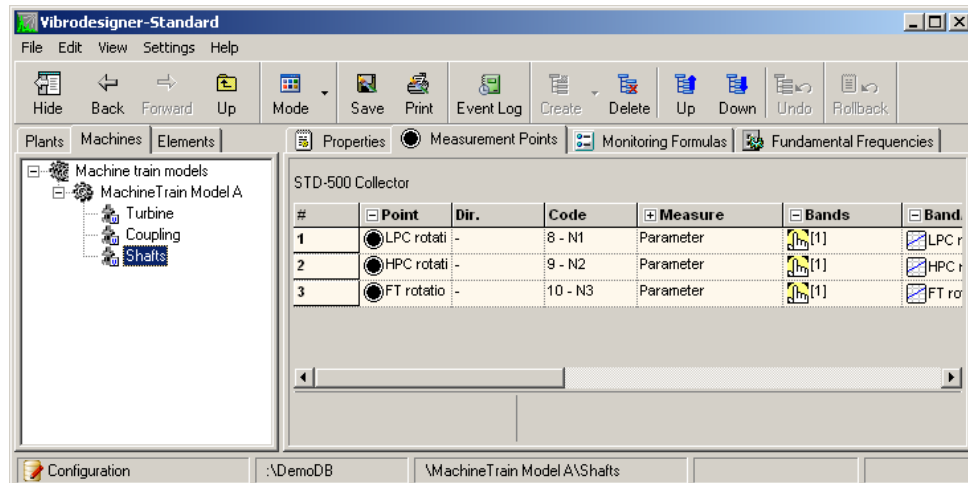 Vibrodesigner-Standard
File Edit View Settings Help
Hide Back Forward Up Mode Save Print Event Log Create Delete Up Down Undo Rollback
Plants Machines Elements Properties Measurement Points Monitoring Formulas Fundamental Frequencies
Machine train models
MachineTrain Model A
Turbine
Coupling
Shafts
STD-500 Collector
# Point Dir. Code Measure Bands Band.
1 LPC rotati - 8 - N1 Parameter [1] LPC r
2 HPC rotati - 9 - N2 Parameter [1] HPC r
3 FT rotatio - 10 - N3 Parameter [1] FT ro
Configuration :\DemoDB \MachineTrain Model A\Shafts